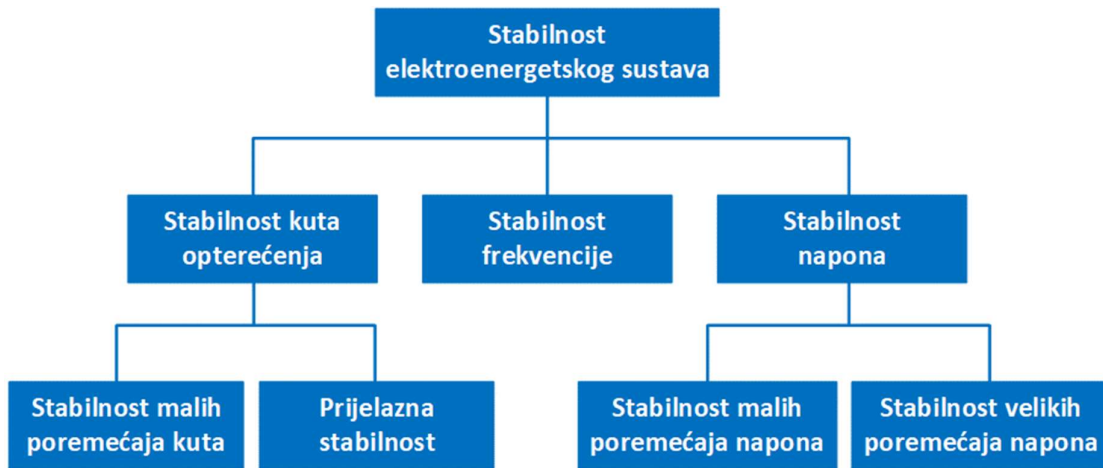 Stabilnost
elektroenergetskog sustava
Stabilnost kuta
opterećenja
Stabilnost
frekvencije
Stabilnost
napona
Stabilnost malih
poremećaja kuta
Prijelazna
stabilnost
Stabilnost malih
poremećaja napona
Stabilnost velikih
poremećaja napona